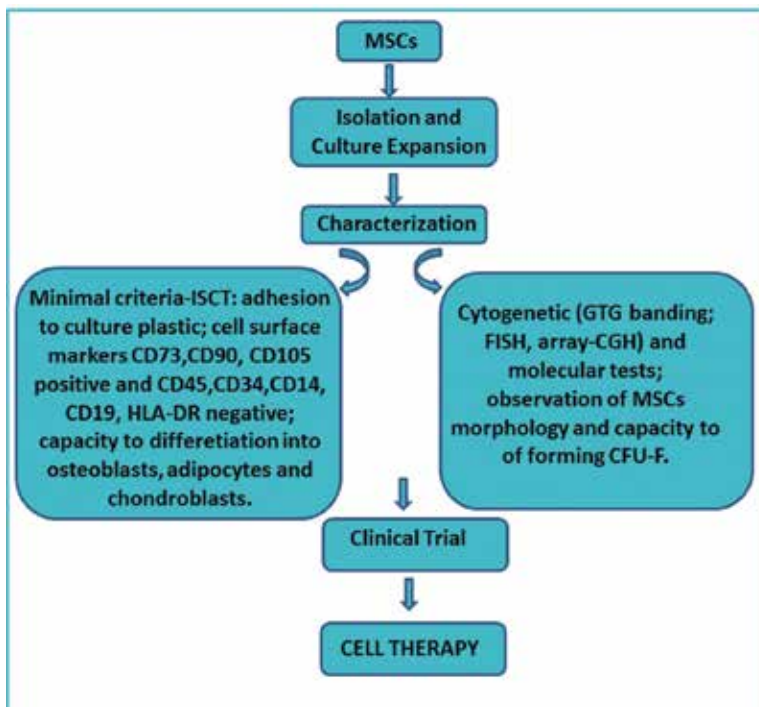 MSCs
Isolation and
Culture Expansion
Characterization
Minimal criteria-ISCT: adhesion
to culture plastic; cell surface
markers CD73,CD90, CD105
positive and CD45,CD34,CD14,
CD19, HLA-DR negative;
capacity to differetiation into
osteoblasts, adipocytes and
chondroblasts.
Cytogenetic (GTG banding;
FISH, array-CGH) and
molecular tests;
observation of MSCs
morphology and capacity to
of forming CFU-F.
Clinical Trial
CELL THERAPY